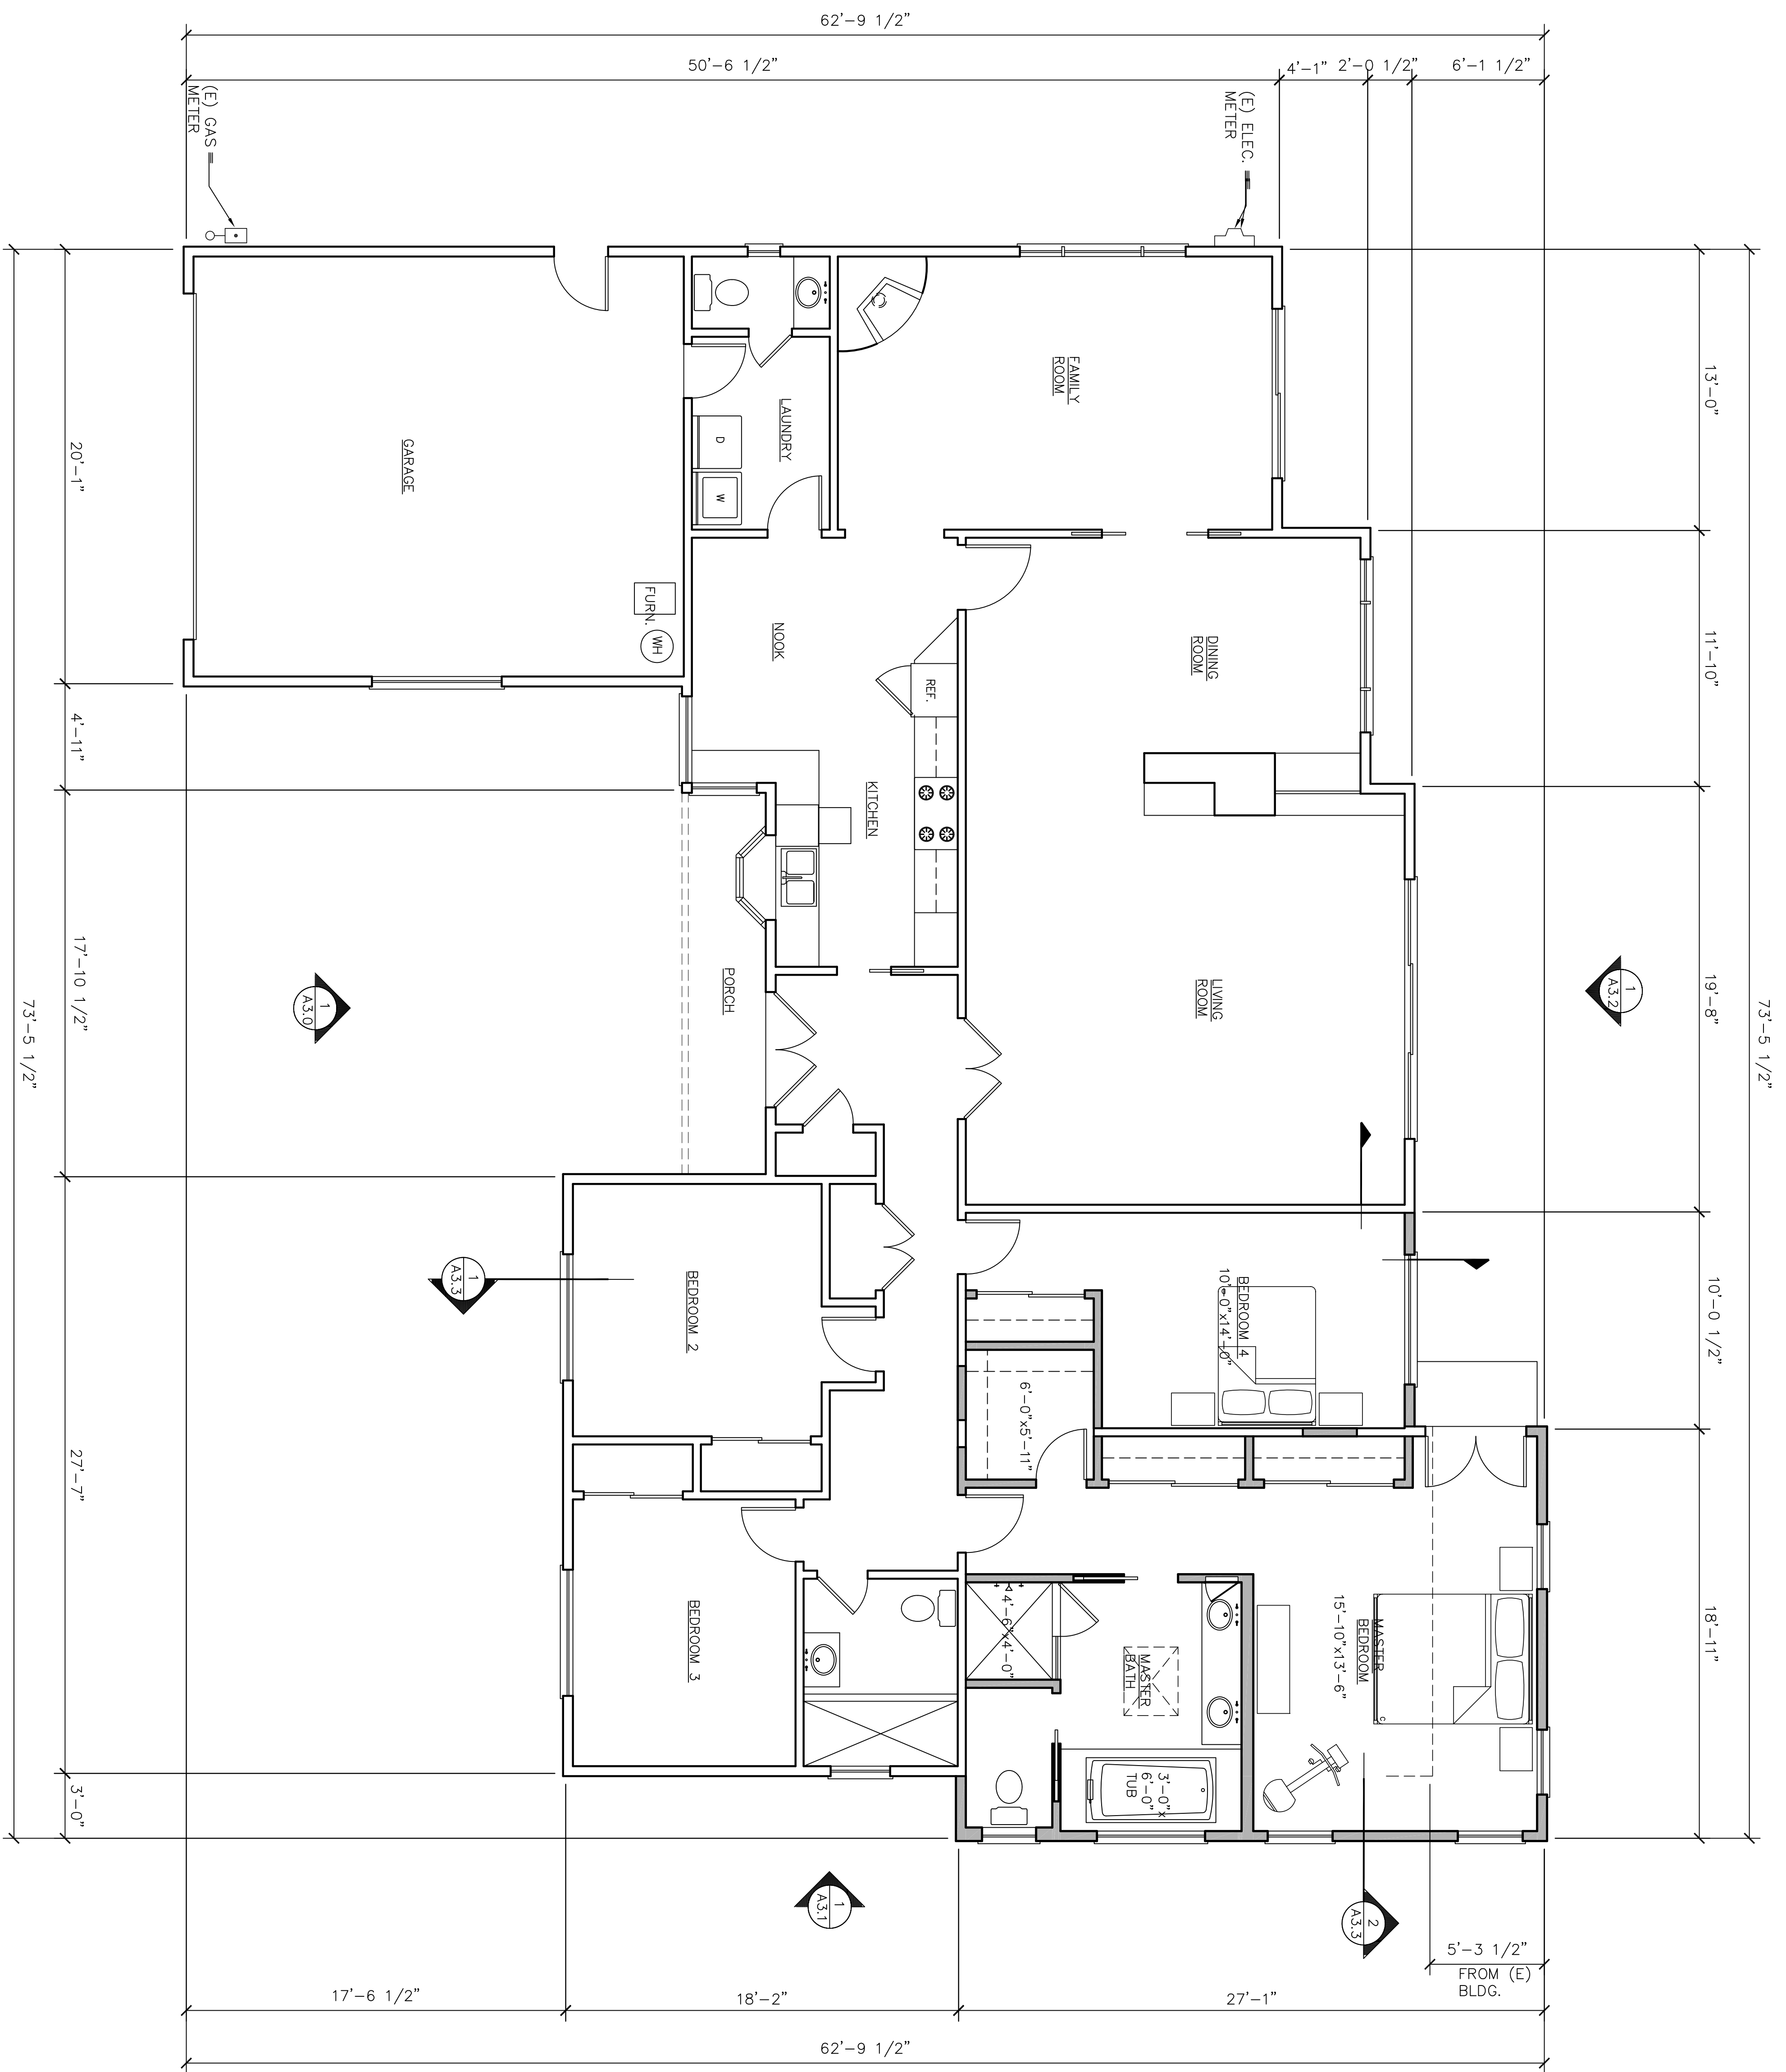 62'-9 1/2"
50'-6 1/2"
4'-1"
2'-0 1/2"
6'-1 1/2"
(E) GAS
METER
(E) ELEC.
METER
13'-0"
11'-10"
19'-8"
10'-0 1/2"
18'-11"
73'-5 1/2"
20'-1"
4'-11"
17'-10 1/2"
27'-7"
3'-0"
73'-5 1/2"
FAMILY
ROOM
LAUNDRY
D
W
GARAGE
FURN.
WH
NOOK
REF.
DINING
ROOM
KITCHEN
LIVING
ROOM
PORCH
1
A3.0
1
A3.2
1
A3.3
BEDROOM 2
BEDROOM 4
10'-0"x14'-0"
6'-0"x5'-11"
BEDROOM 3
4'-6"x4'-0"
MASTER
BATH
MASTER
BEDROOM
15'-10"x13'-6"
C
3'-0"x
6'-0"
TUB
1
A3.1
2
A3.3
5'-3 1/2"
FROM (E)
BLDG.
17'-6 1/2"
18'-2"
27'-1"
62'-9 1/2"